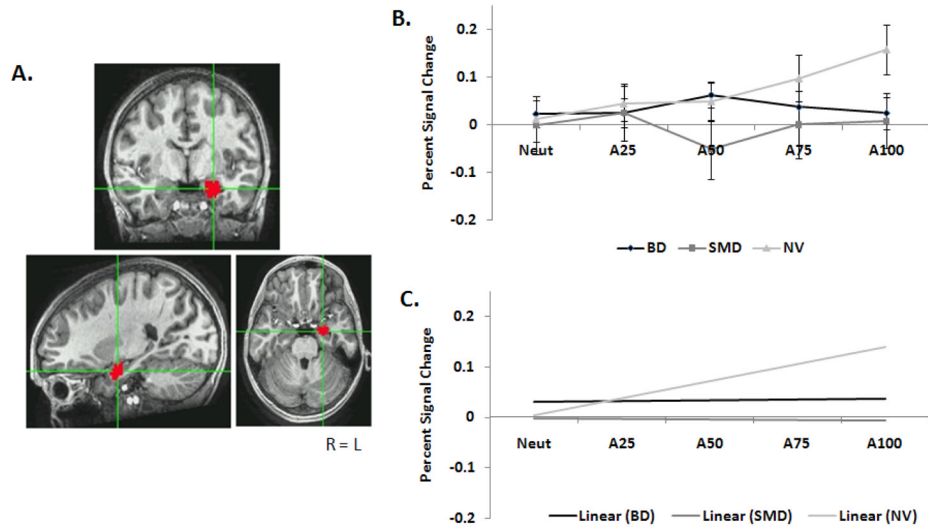 A.
R = L
B.
Percent Signal Change
0.2
0.1
0
-0.1
-0.2
Neut A25 A50 A75 A100
BD SMD NV
C.
Percent Signal Change
0.2
0.1
0
-0.1
-0.2
Neut A25 A50 A75 A100
Linear (BD) Linear (SMD) Linear (NV)